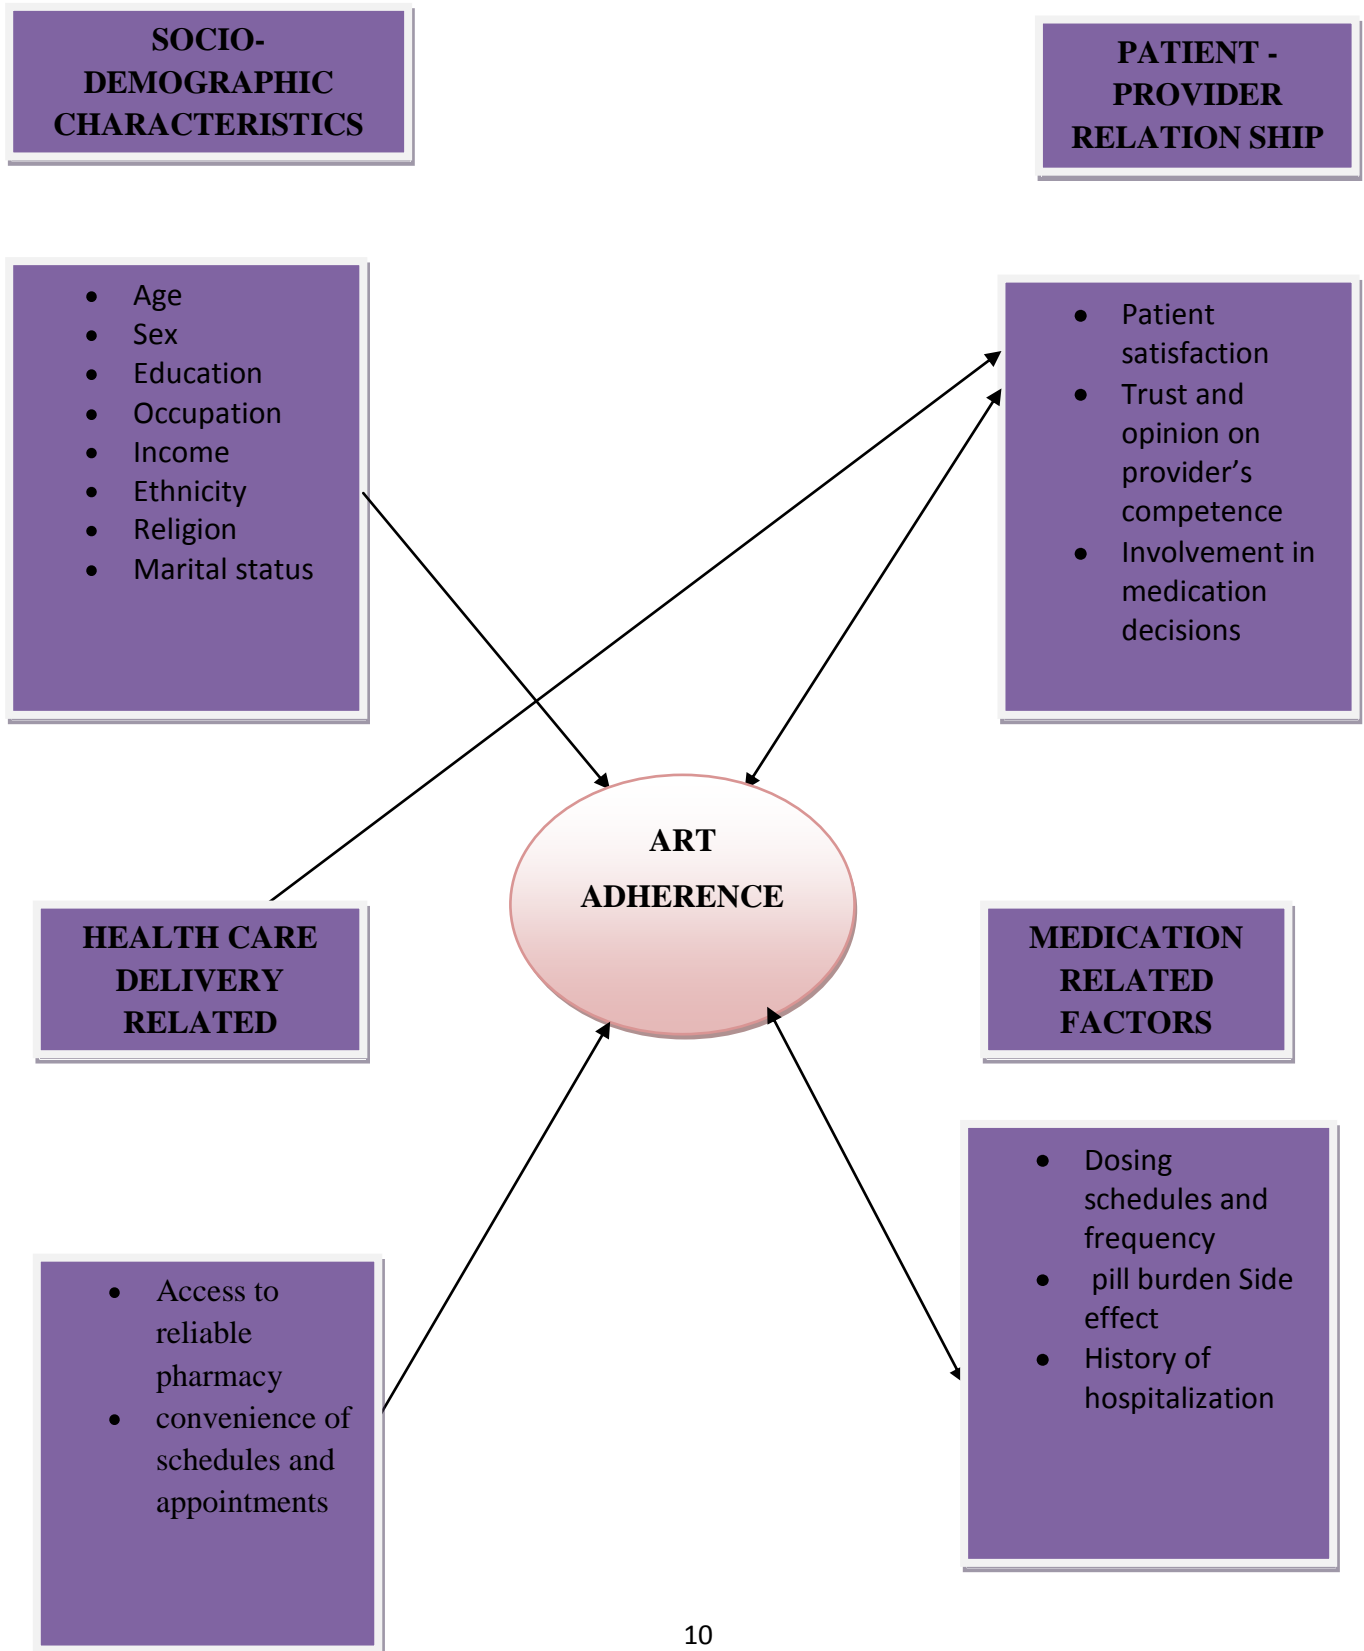 SOCIO-
DEMOGRAPHIC
CHARACTERISTICS
PATIENT -
PROVIDER
RELATION SHIP
• Age
• Sex
• Education
• Occupation
• Income
• Ethnicity
• Religion
• Marital status
• Patient
satisfaction
• Trust and
opinion on
provider’s
competence
• Involvement in
medication
decisions
ART
ADHERENCE
HEALTH CARE
DELIVERY
RELATED
MEDICATION
RELATED
FACTORS
• Access to
reliable
pharmacy
• convenience of
schedules and
appointments
• Dosing
schedules and
frequency
• pill burden Side
effect
• History of
hospitalization
10